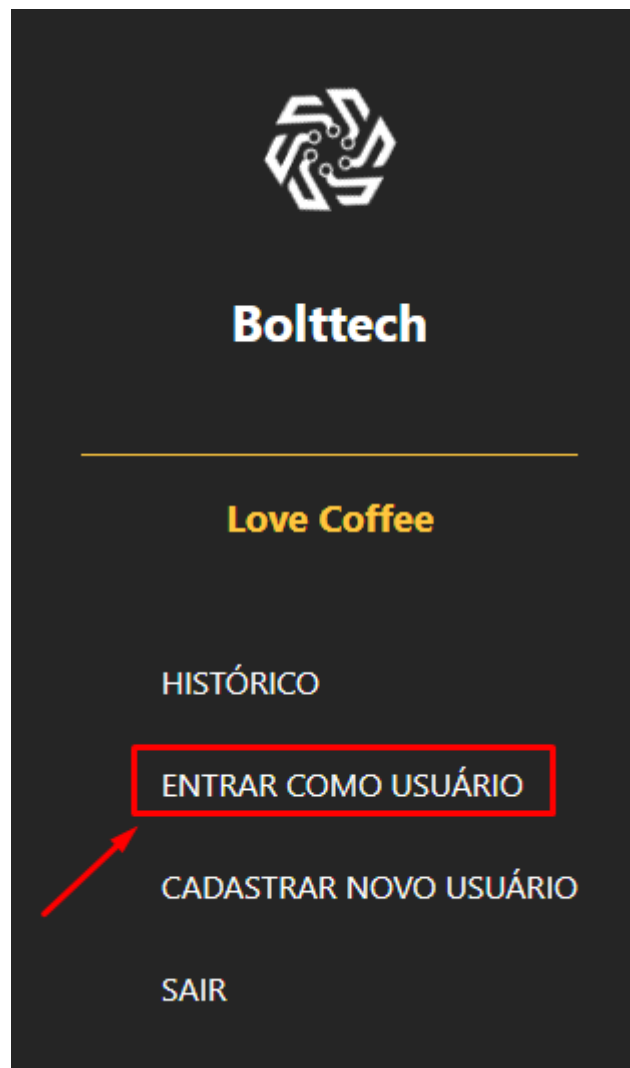 Bolttech
Love Coffee
HISTÓRICO
ENTRAR COMO USUÁRIO
CADASTRAR NOVO USUÁRIO
SAIR